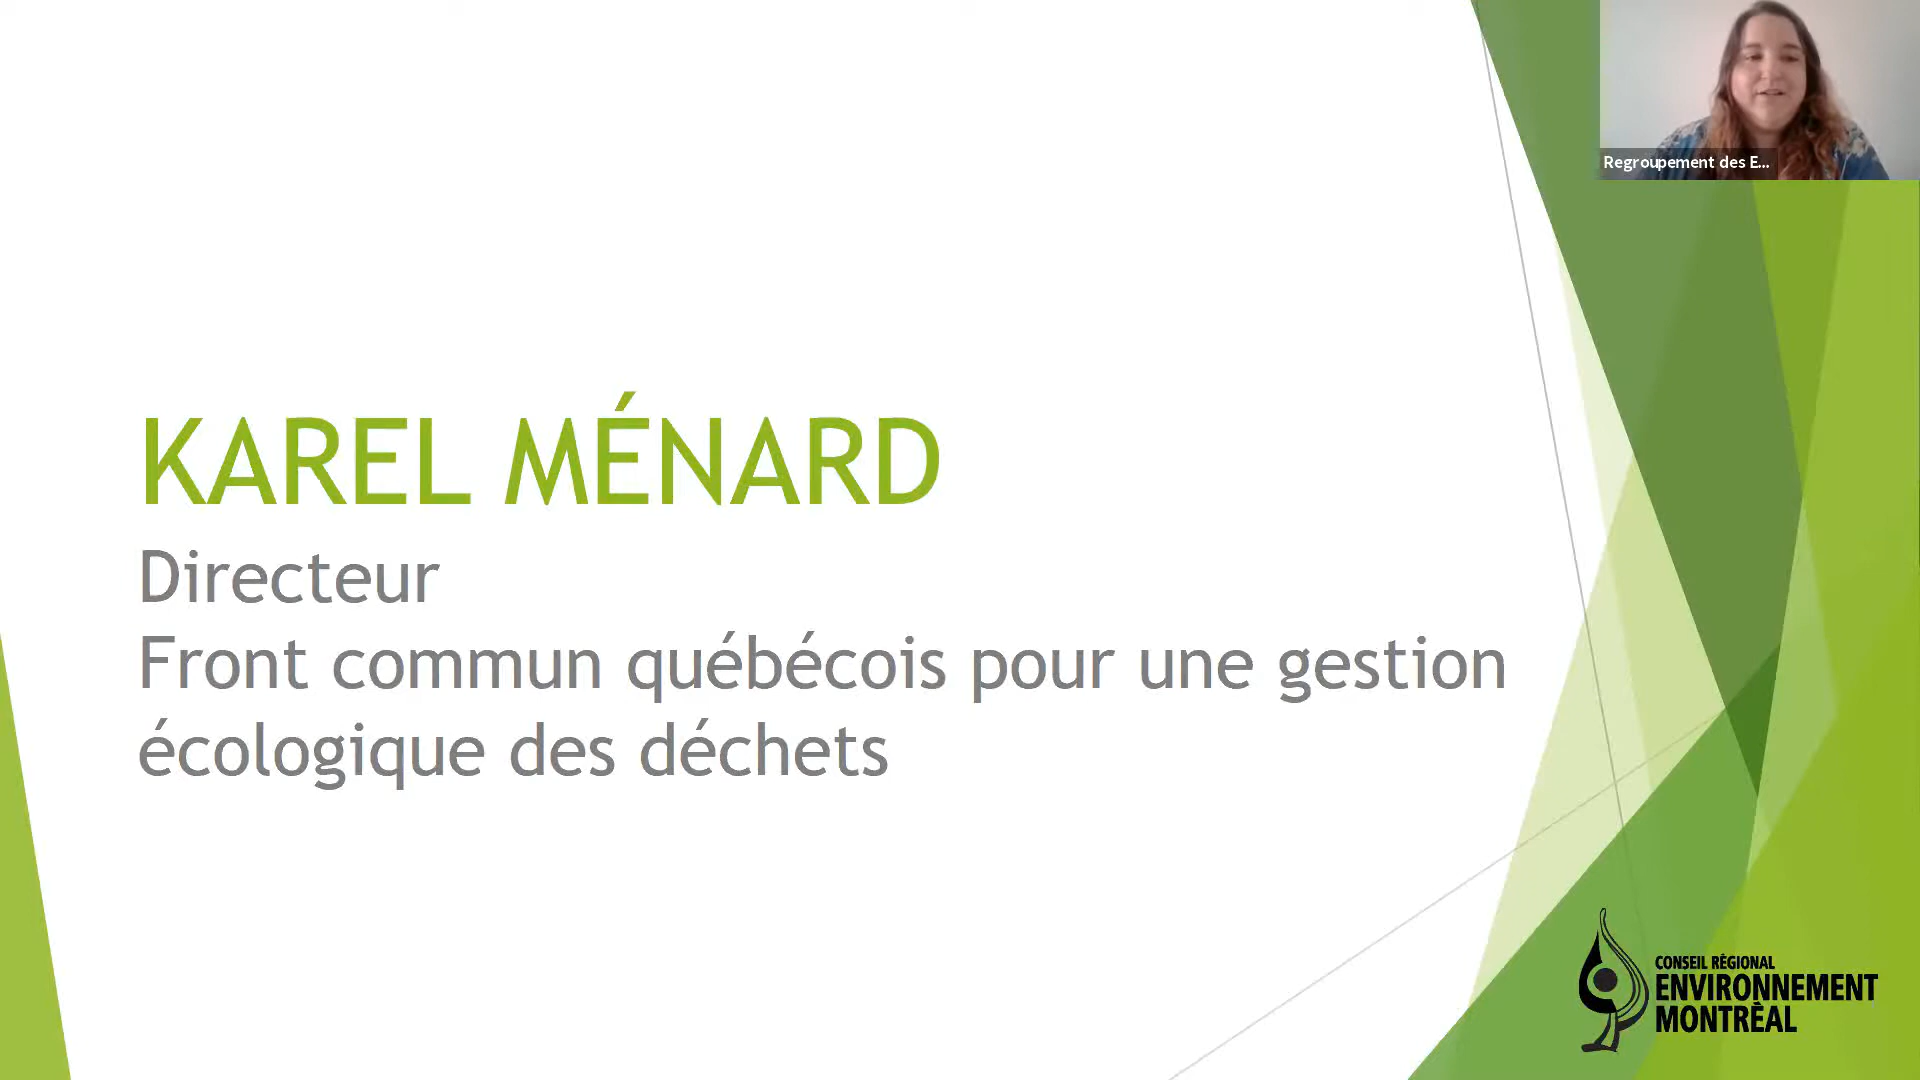 Regroupement des E...
KAREL MÉNARD
Directeur
Front commun québécois pour une gestion
écologique des déchets
CONSEIL RÉGIONAL
ENVIRONNEMENT
MONTRÉAL